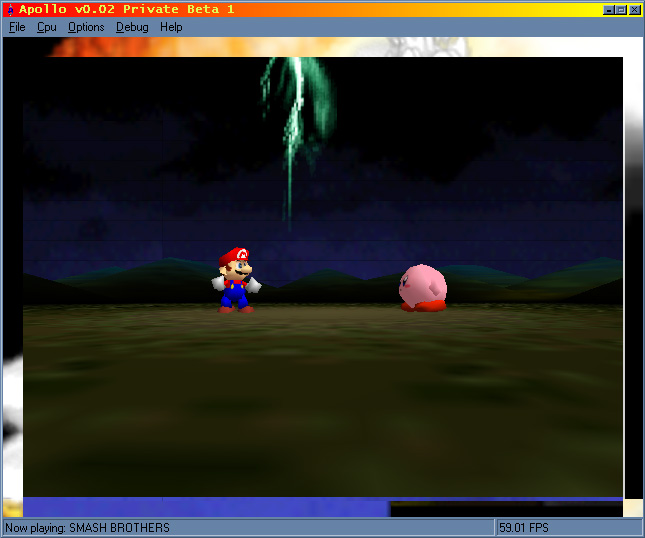 Apollo v0.02 Private Beta 1
File Cpu Options Debug Help
M
Now playing: SMASH BROTHERS 59.01 FPS